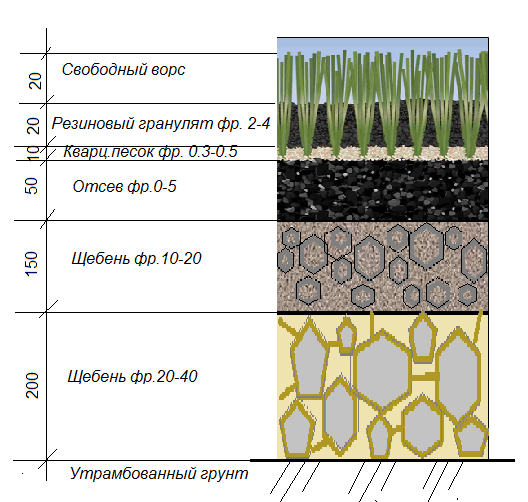 20 Свободный ворс
20 Резиновый гранулят фр. 2-4
10 Кварц.песок фр. 0.3-0.5
50 Отсев фр.0-5
150 Щебень фр.10-20
200 Щебень фр.20-40
Утрамбованный грунт